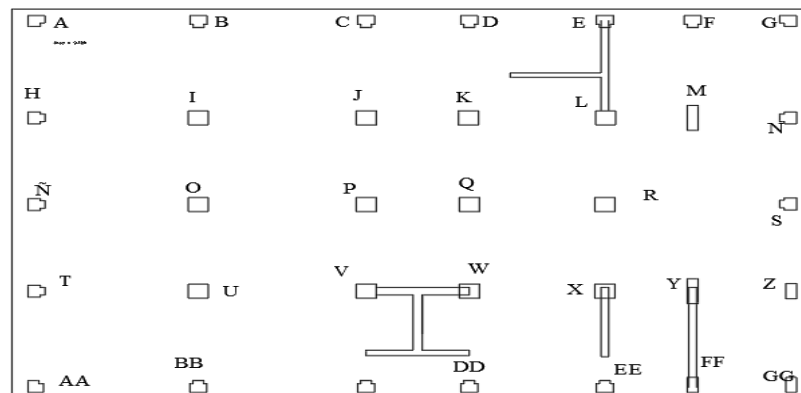 A B C D E F G
H I J K L M N
Ñ O P Q R S
T U V W X Y Z
AA BB DD EE FF GG